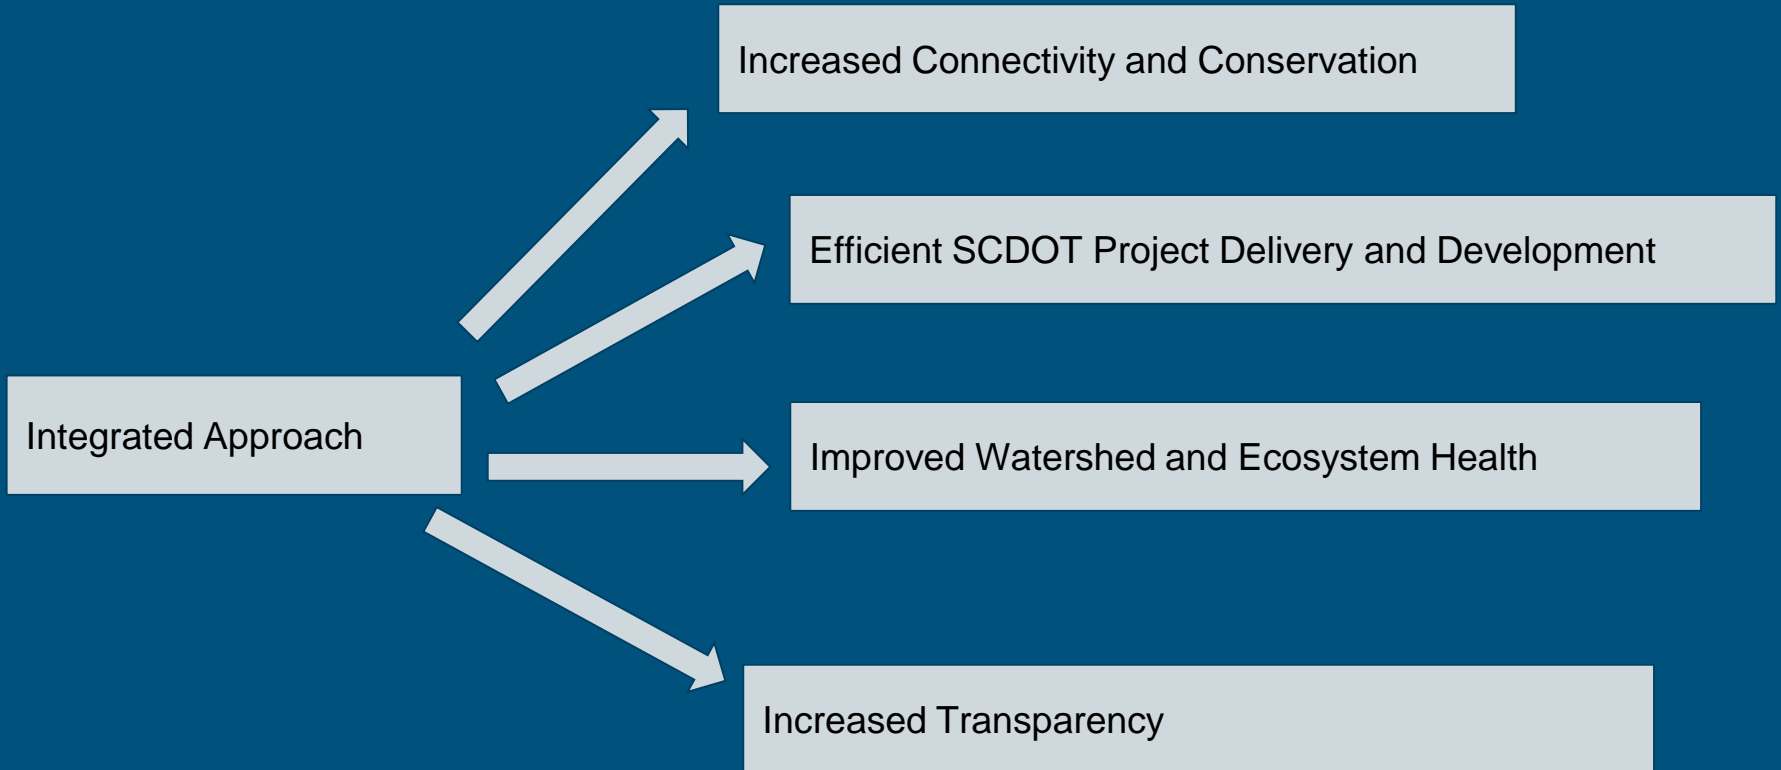 Increased Connectivity and Conservation
Efficient SCDOT Project Delivery and Development
Integrated Approach
Improved Watershed and Ecosystem Health
Increased Transparency